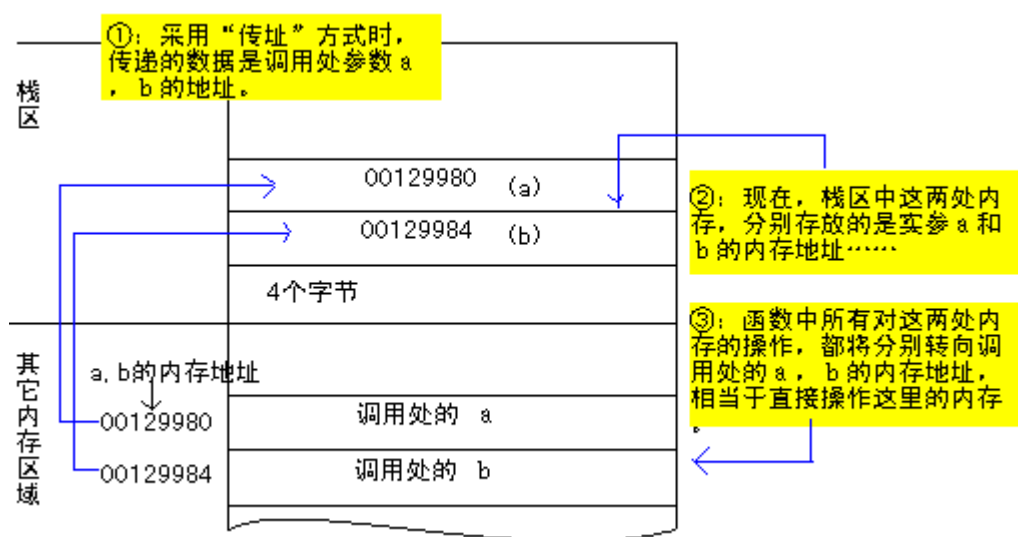 ①：采用“传址”方式时，
传递的数据是调用处参数a
，b的地址。
栈
区
00129980 (a)
00129984 (b)
4个字节
②：现在，栈区中这两处内
存，分别存放的是实参a和
b的内存地址……
③：函数中所有对这两处内
存的操作，都将分别转向调
用处的a，b的内存地址，
相当于直接操作这里的内存
。
其
它
内
存
区
域
a,b的内存地址
00129980 调用处的 a
00129984 调用处的 b